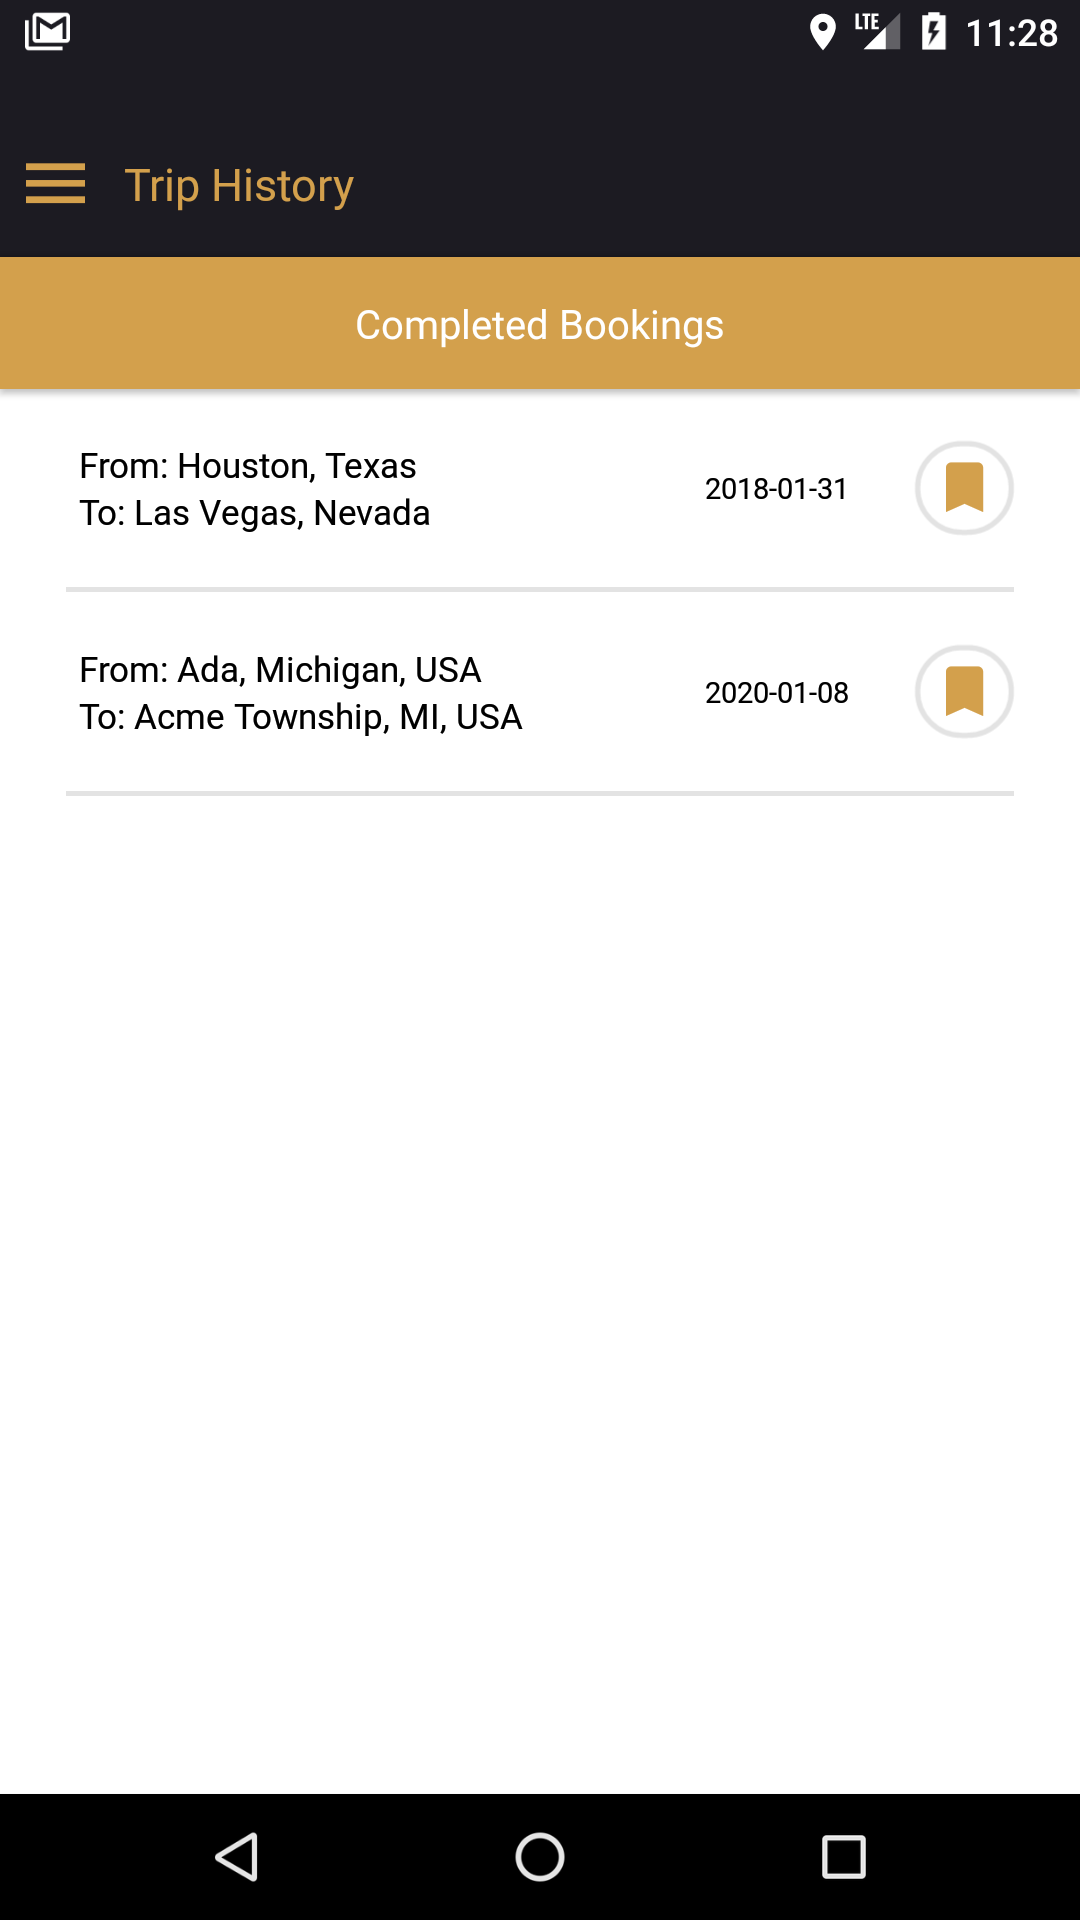 LTE 11:28
Trip History
Completed Bookings
From: Houston, Texas
To: Las Vegas, Nevada
2018-01-31
From: Ada, Michigan, USA
To: Acme Township, MI, USA
2020-01-08